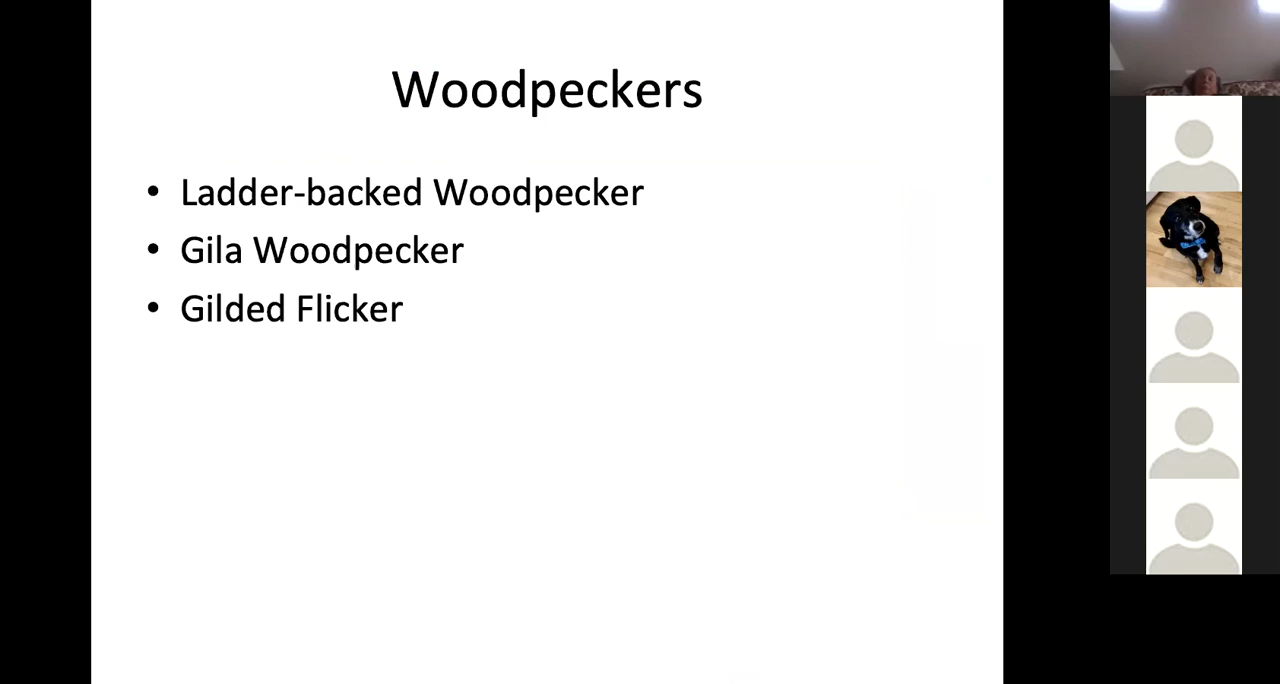 Woodpeckers
• Ladder-backed Woodpecker
• Gila Woodpecker
• Gilded Flicker